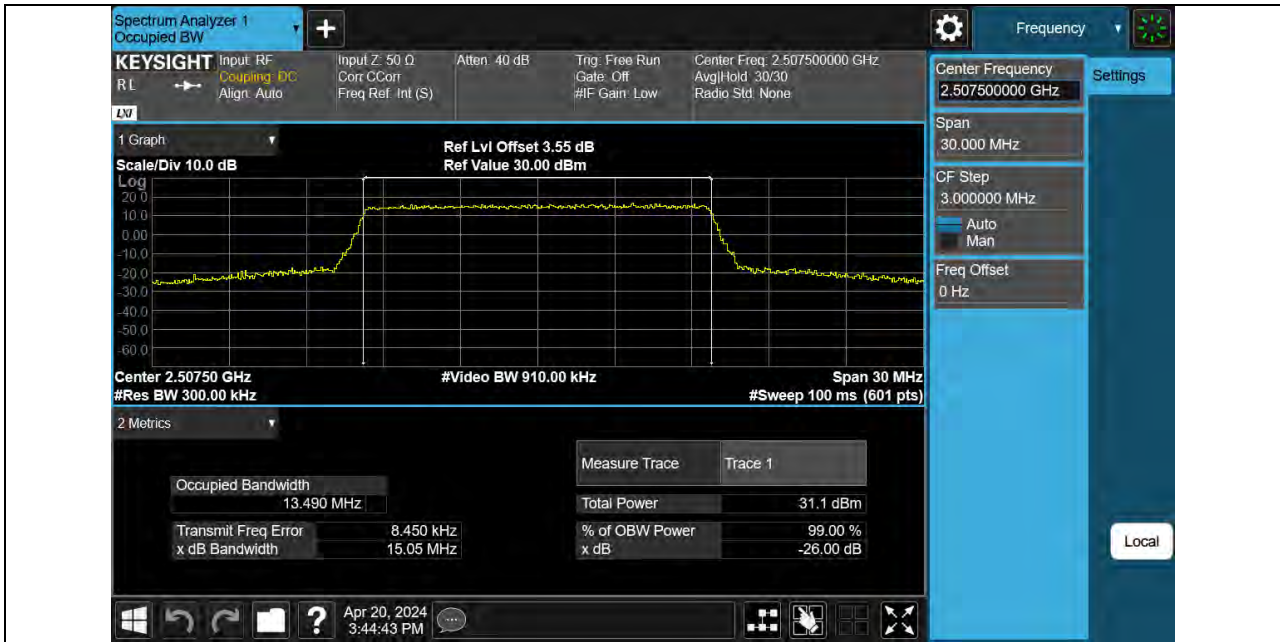 Spectrum Analyzer 1
Occupied BW
+
Frequency
KEYSIGHT
RL
LXI
Input: RF
Coupling: DC
Align: Auto
Input Z: 50 Ω
Corr CCorr
Freq Ref: Int (S)
Atten: 40 dB
Trig: Free Run
Gate: Off
#IF Gain: Low
Center Freq: 2.507500000 GHz
Avg|Hold: 30/30
Radio Std: None
Center Frequency
2.507500000 GHz
Settings
Span
30.000 MHz
CF Step
3.000000 MHz
Auto
Man
Freq Offset
0 Hz
1 Graph
Scale/Div 10.0 dB
Ref Lvl Offset 3.55 dB
Ref Value 30.00 dBm
Log
20.0
10.0
0.00
-10.0
-20.0
-30.0
-40.0
-50.0
-60.0
Center 2.50750 GHz
#Video BW 910.00 kHz
Span 30 MHz
#Res BW 300.00 kHz
#Sweep 100 ms (601 pts)
2 Metrics
Measure Trace
Trace 1
Occupied Bandwidth
13.490 MHz
Total Power
31.1 dBm
Transmit Freq Error
8.450 kHz
% of OBW Power
99.00 %
x dB Bandwidth
15.05 MHz
x dB
-26.00 dB
Local
?
Apr 20, 2024
3:44:43 PM